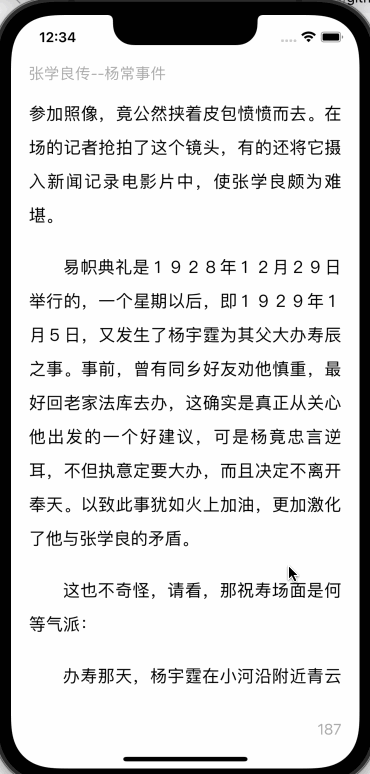 12:34
张学良传--杨常事件
参加照像，竟公然挟着皮包愤愤而去。在
场的记者抢拍了这个镜头，有的还将它摄
入新闻记录电影片中，使张学良颇为难
堪。
易帜典礼是１９２８年１２月２９日
举行的，一个星期以后，即１９２９年１
月５日，又发生了杨宇霆为其父大办寿辰
之事。事前，曾有同乡好友劝他慎重，最
好回老家法库去办，这确实是真正从关心
他出发的一个好建议，可是杨竟忠言逆
耳，不但执意定要大办，而且决定不离开
奉天。以致此事犹如火上加油，更加激化
了他与张学良的矛盾。
这也不奇怪，请看，那祝寿场面是何
等气派：
办寿那天，杨宇霆在小河沿附近青云
187